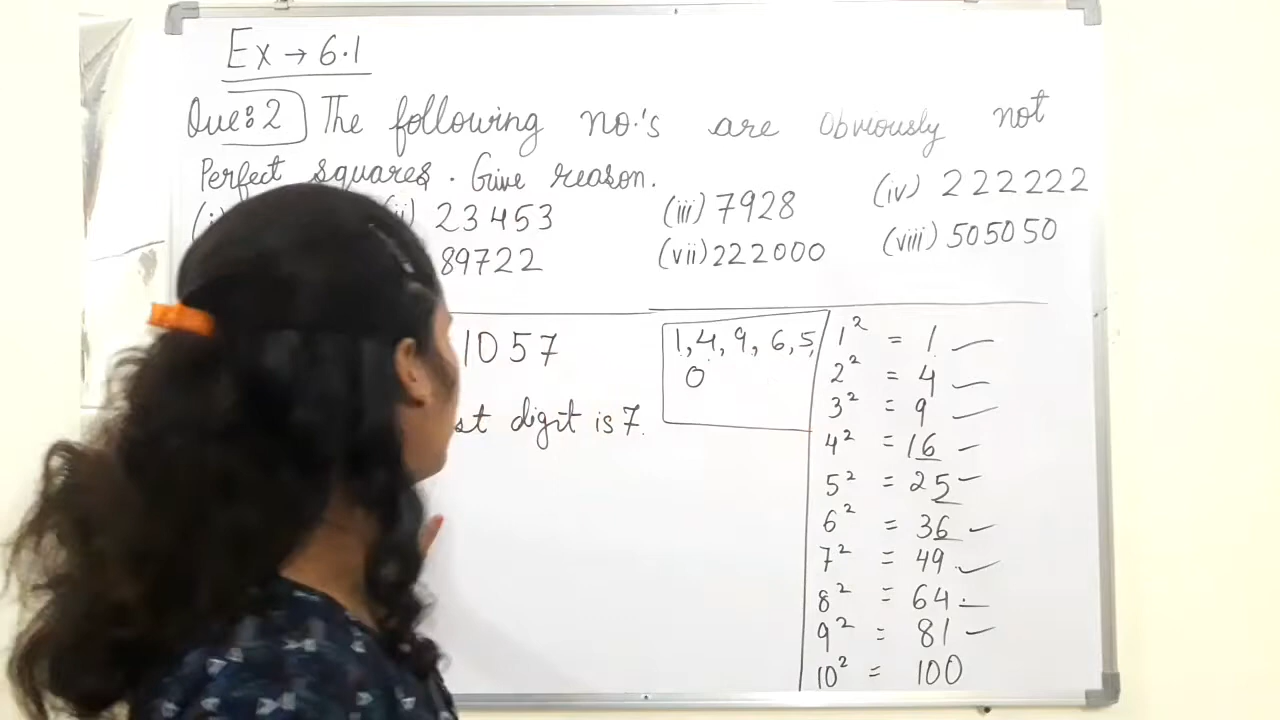 Ex → 6.1
Que: 2 The following no.'s are obviously not
Perfect squares. Give reason.
(i) (ii) 23453 (iii) 7928 (iv) 222222
89722 (vii) 222000 (viii) 505050
1057
st digit is 7.
1, 4, 9, 6, 5,
0
1² = 1
2² = 4
3² = 9
4² = 16
5² = 25
6² = 36
7² = 49
8² = 64
9² = 81
10² = 100